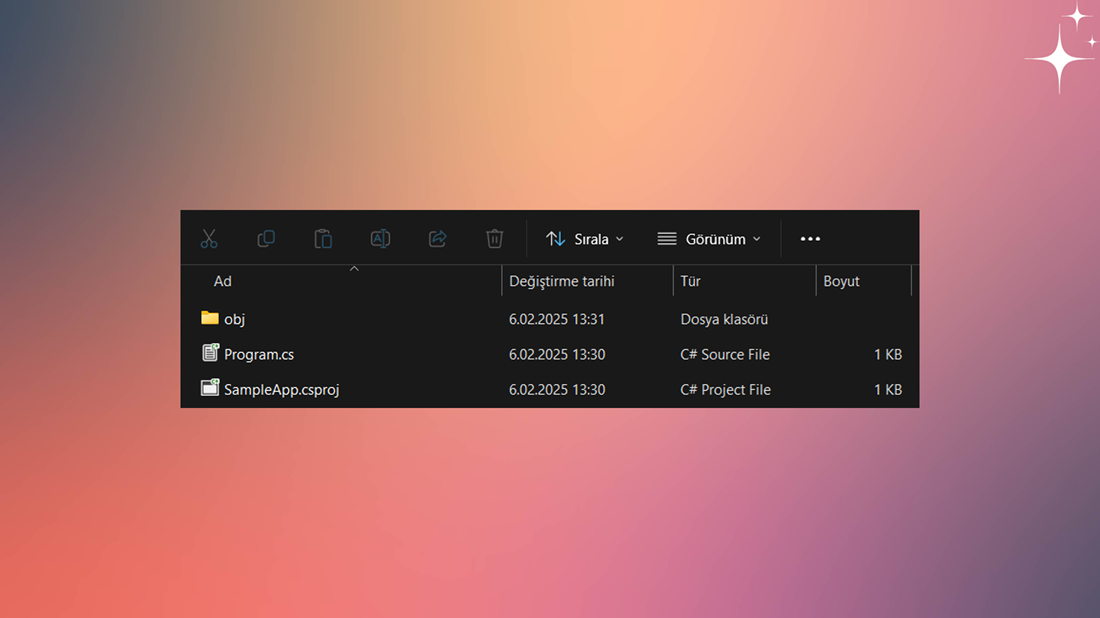 Sırala Görünüm
Ad Değiştirme tarihi Tür Boyut
obj 6.02.2025 13:31 Dosya klasörü
Program.cs 6.02.2025 13:30 C# Source File 1 KB
SampleApp.csproj 6.02.2025 13:30 C# Project File 1 KB